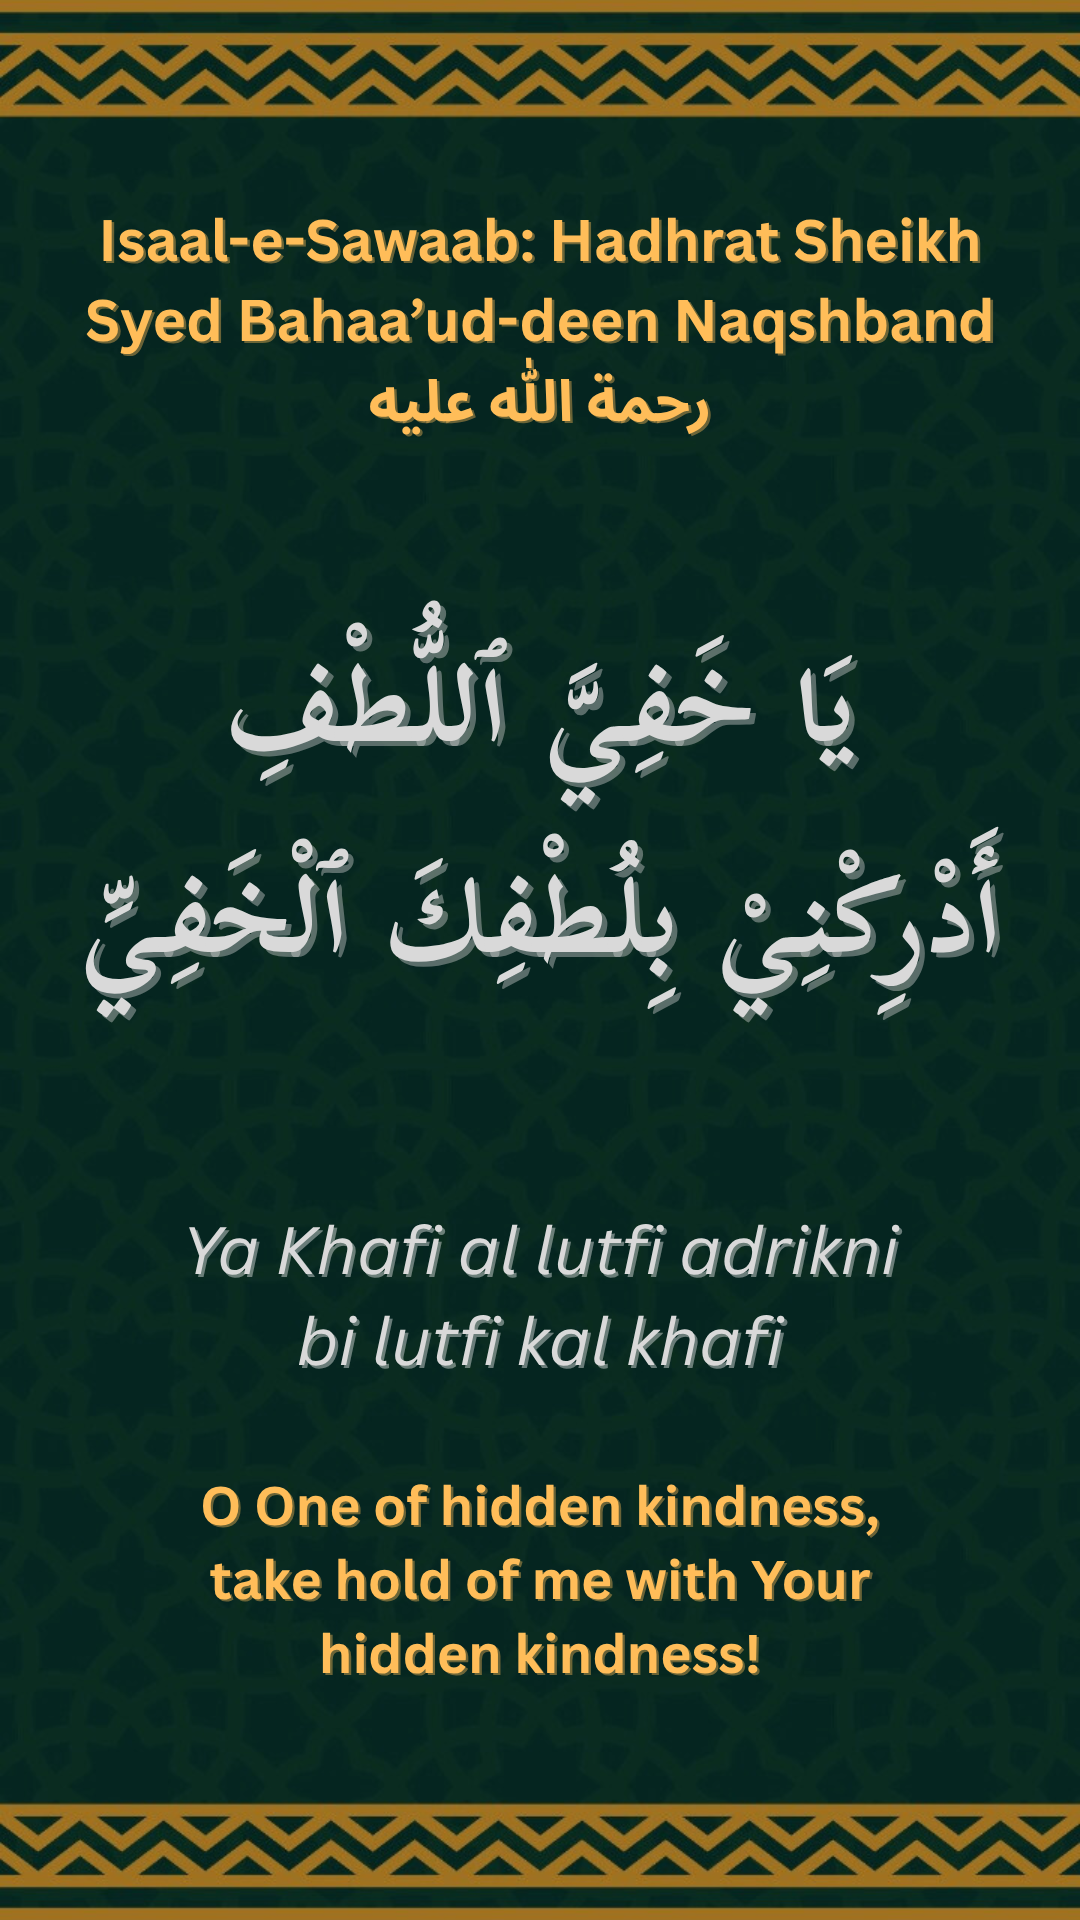 Isaal-e-Sawaab: Hadhrat Sheikh
Syed Bahaa’ud-deen Naqshband
رحمة الله عليه
يَا خَفِيَّ ٱللُّطْفِ
أَدْرِكْنِيْ بِلُطْفِكَ ٱلْخَفِيِّ
Ya Khafi al lutfi adrikni
bi lutfi kal khafi
O One of hidden kindness,
take hold of me with Your
hidden kindness!